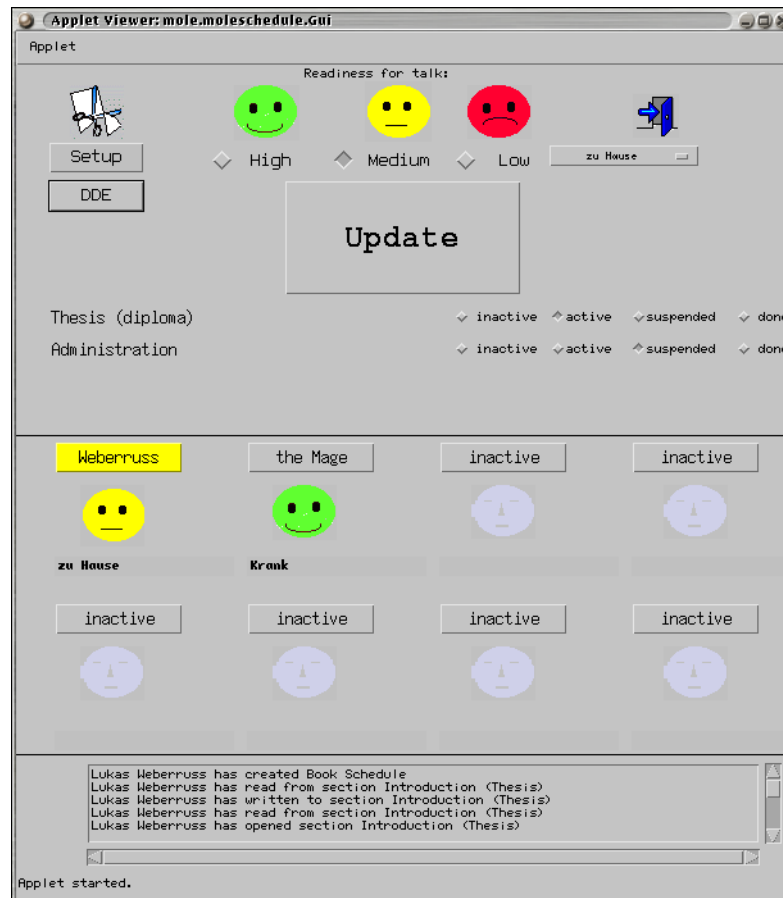 Applet Viewer: mole.moleschedule.Gui
Applet
Readiness for talk:
Setup High Medium Low zu Hause
DDE
Update
Thesis (diploma) inactive active suspended done
Administration inactive active suspended done
Weberruss the Mage inactive inactive
zu Hause Krank
inactive inactive inactive inactive
Lukas Weberruss has created Book Schedule
Lukas Weberruss has read from section Introduction (Thesis)
Lukas Weberruss has written to section Introduction (Thesis)
Lukas Weberruss has read from section Introduction (Thesis)
Lukas Weberruss has opened section Introduction (Thesis)
Applet started.